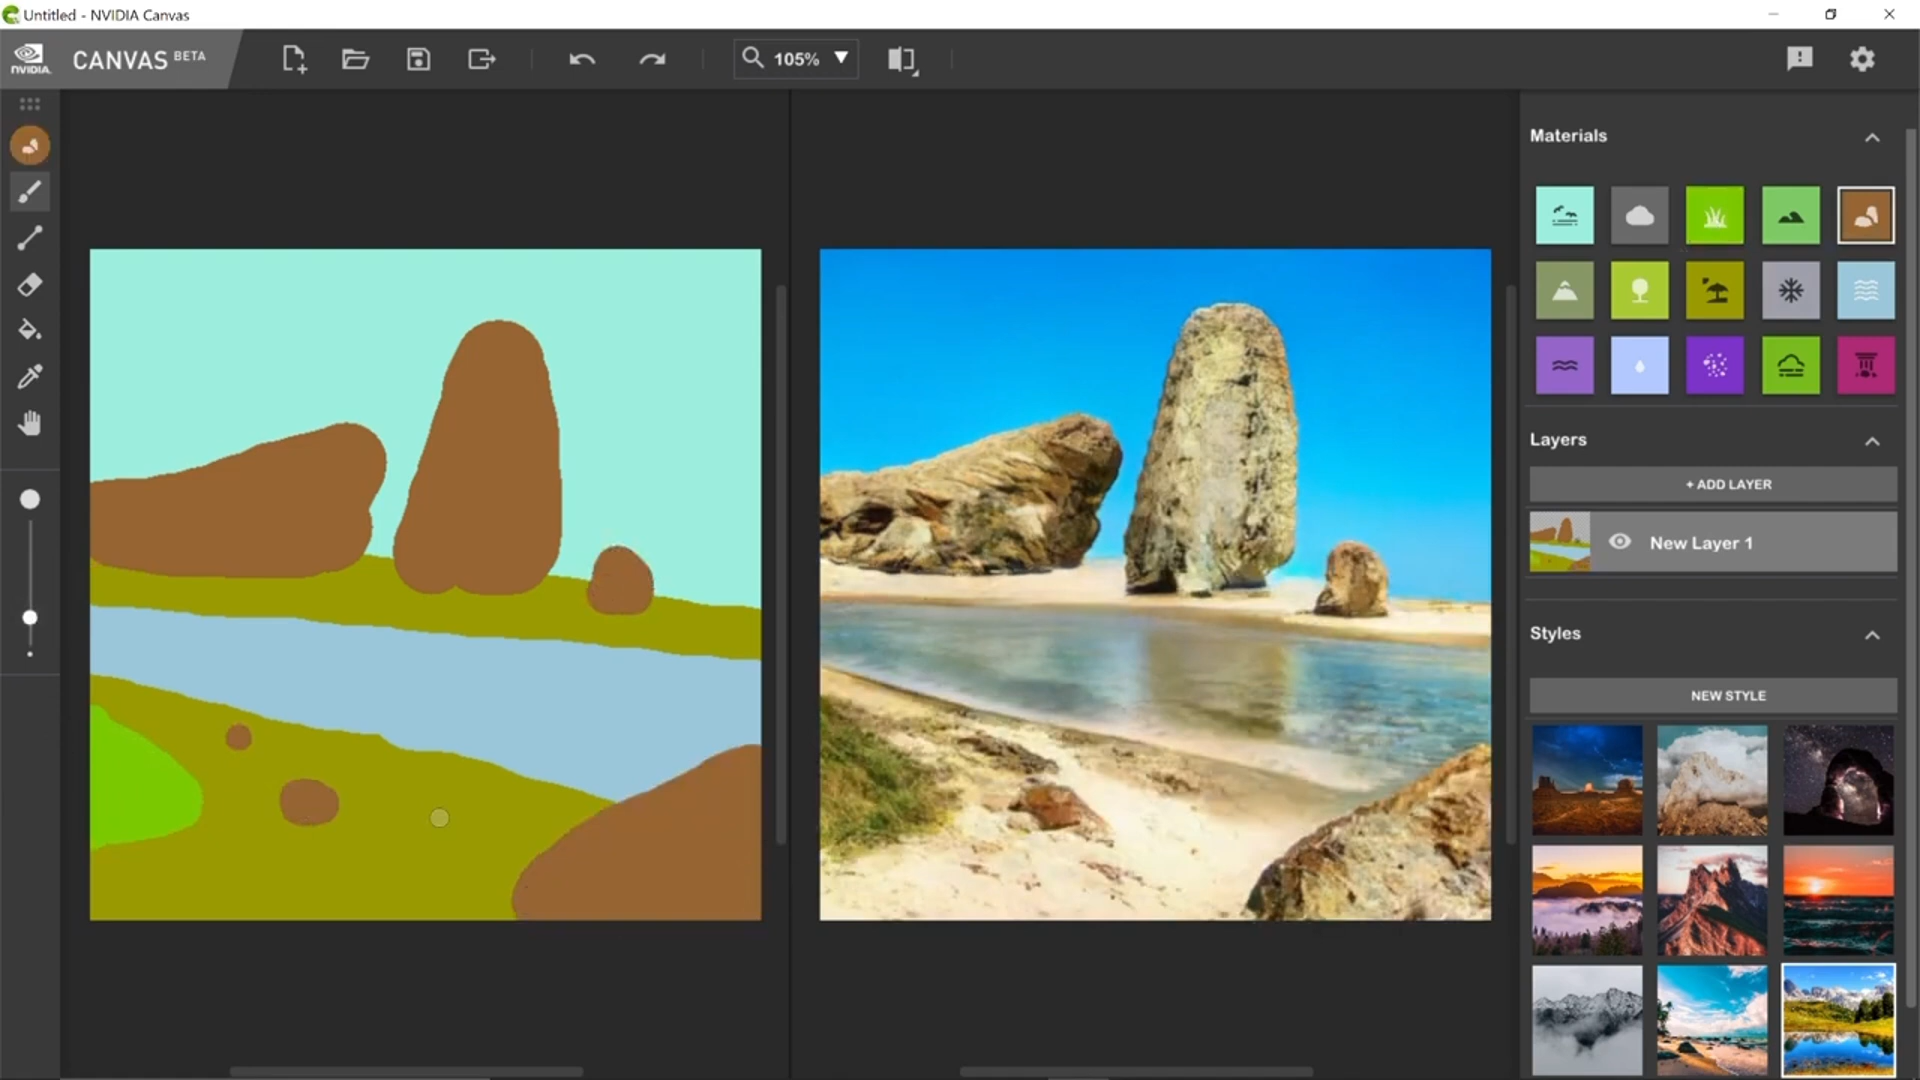 Untitled - NVIDIA Canvas
NVIDIA.
CANVAS BETA
105%
Materials
Layers
+ ADD LAYER
New Layer 1
Styles
NEW STYLE